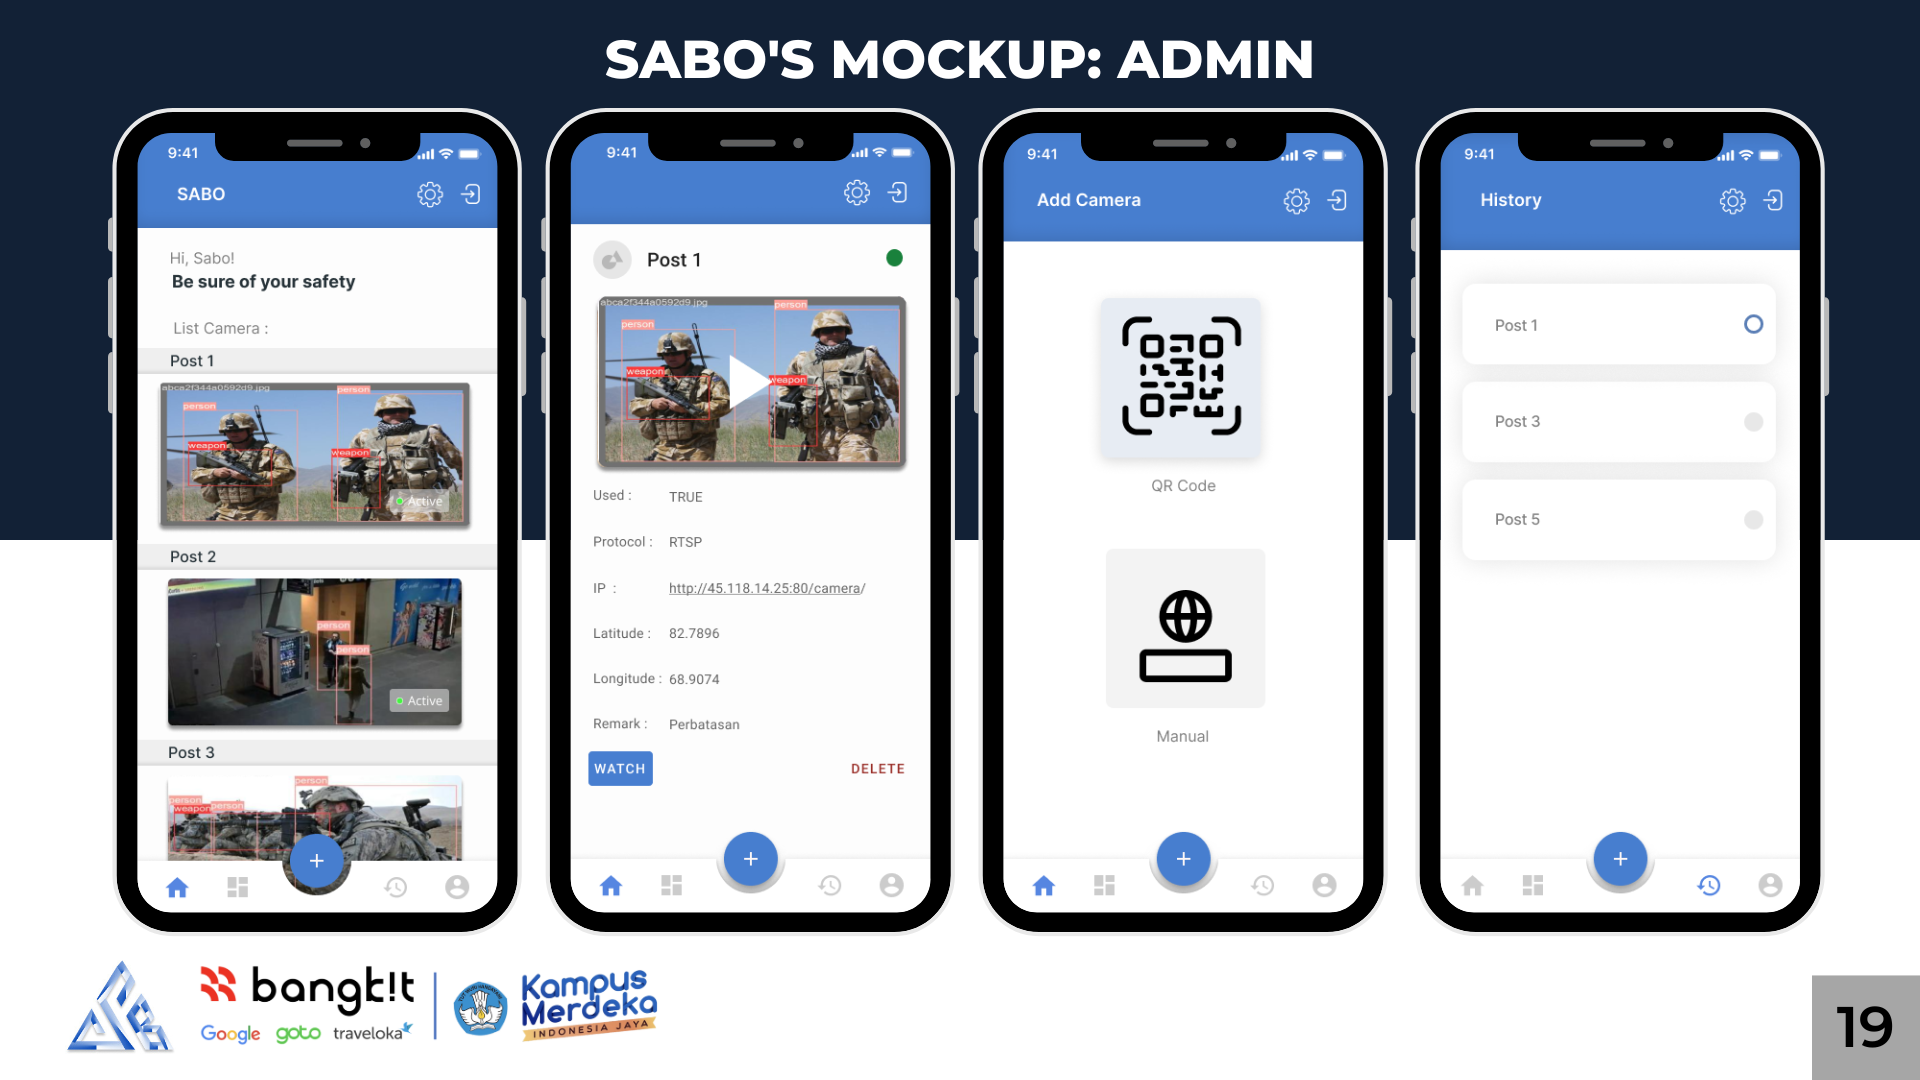 SABO'S MOCKUP: ADMIN
9:41
SABO
Hi, Sabo!
Be sure of your safety
List Camera :
Post 1
abca2f344a0592d9.jpg
person
person
weapon
weapon
Active
Post 2
person
person
Active
Post 3
person
person
person
weapon
+
9:41
Post 1
abca2f344a0592d9.jpg
person
person
weapon
weapon
Used : TRUE
Protocol : RTSP
IP : http://45.118.14.25:80/camera/
Latitude : 82.7896
Longitude : 68.9074
Remark : Perbatasan
WATCH DELETE
+
9:41
Add Camera
QR Code
Manual
+
9:41
History
Post 1
Post 3
Post 5
+
bangk!t
Google goto traveloka
Kampus
Merdeka
INDONESIA JAYA
19